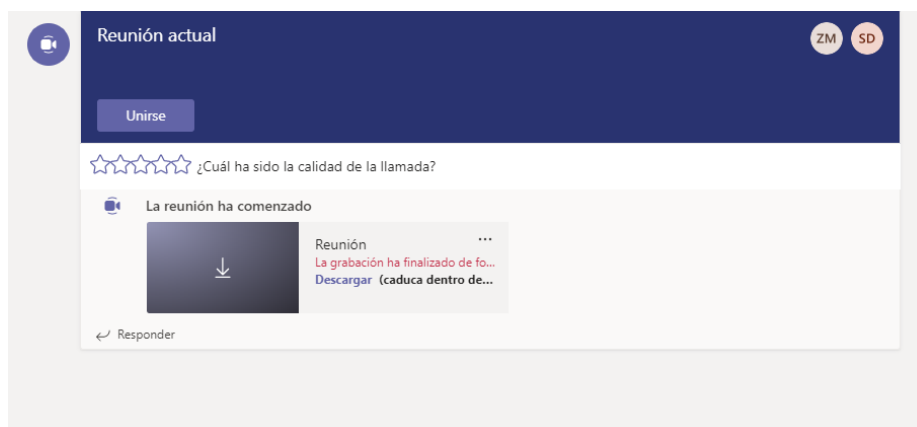 Reunión actual
ZM
SD
Unirse
¿Cuál ha sido la calidad de la llamada?
La reunión ha comenzado
Reunión
...
La grabación ha finalizado de fo...
Descargar (caduca dentro de...
Responder